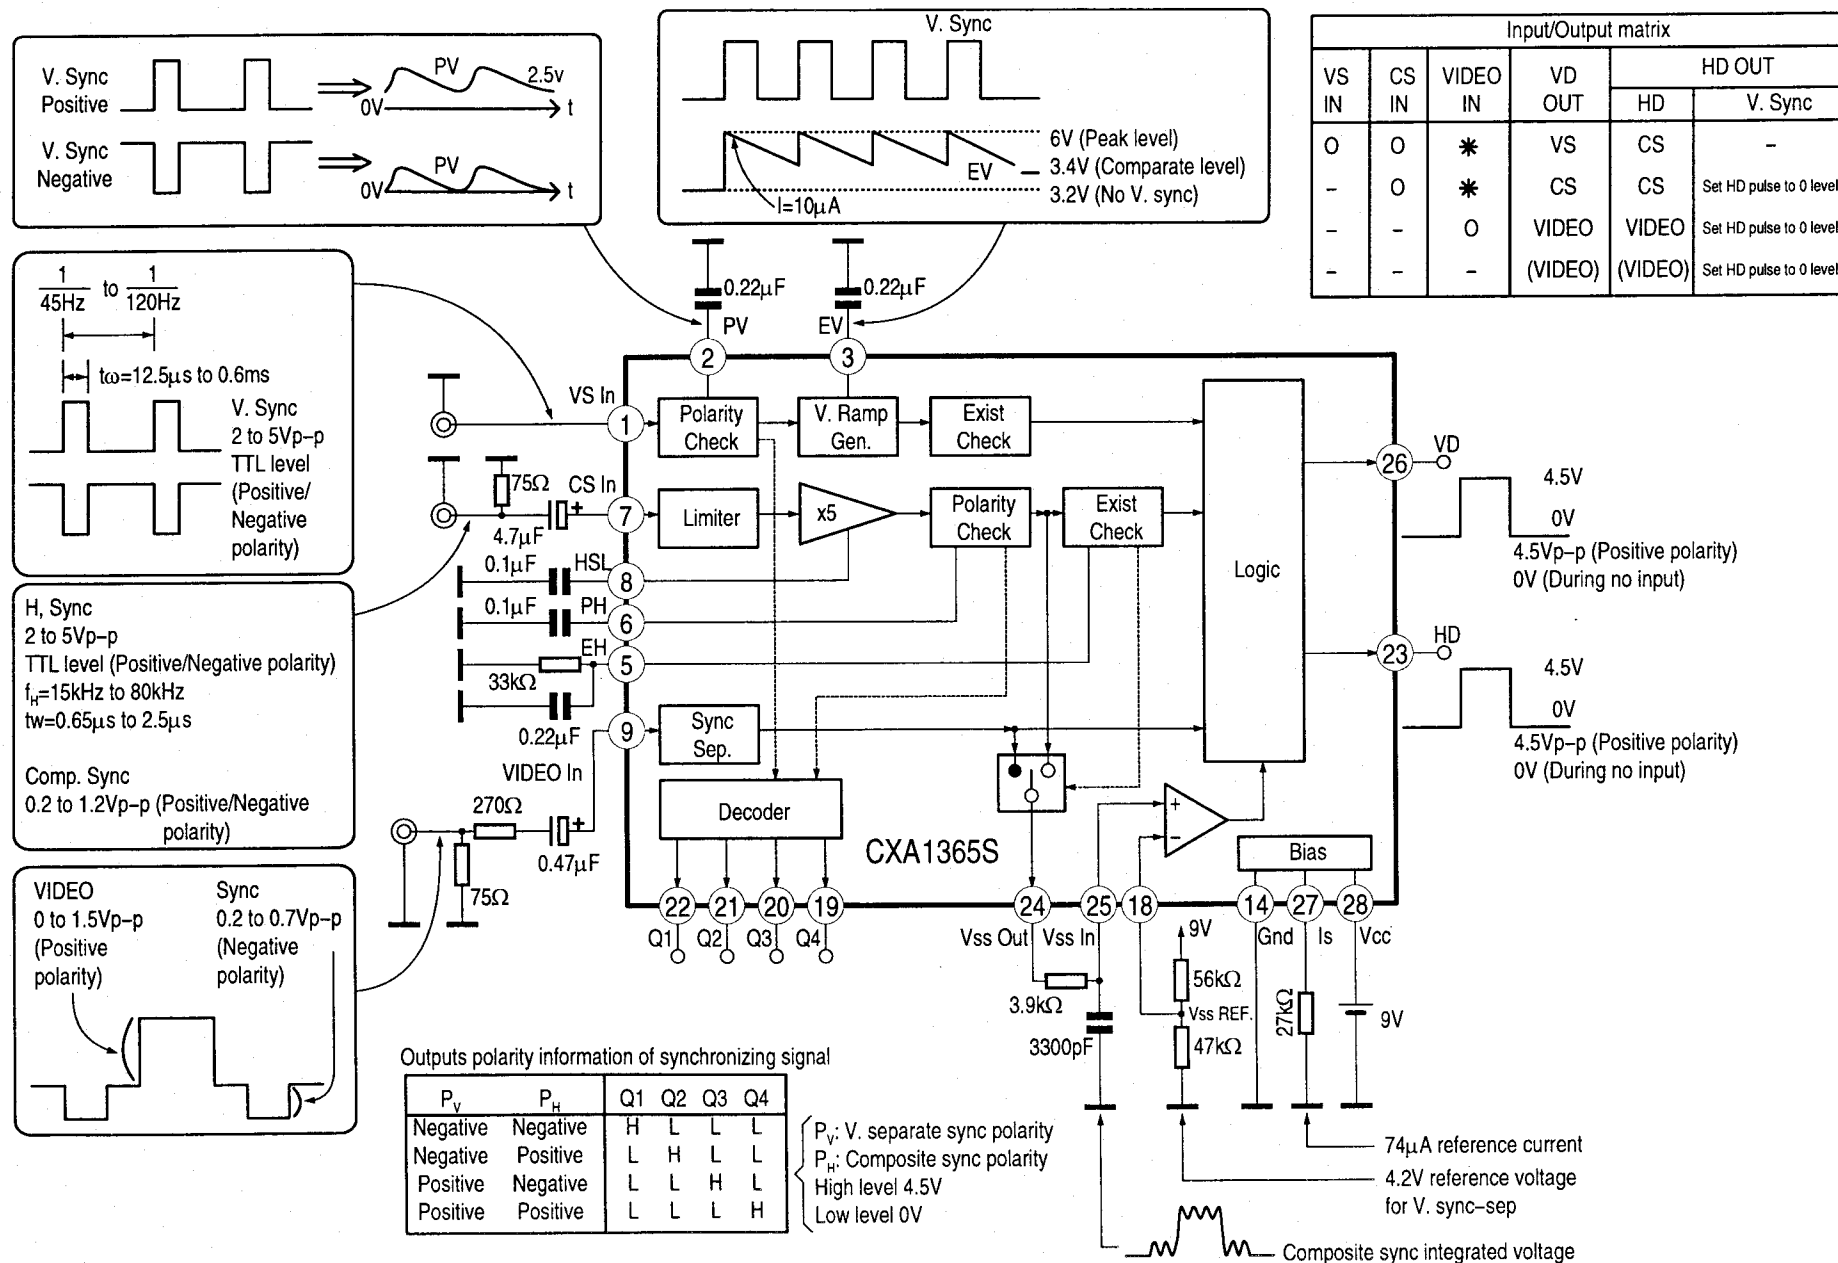 V. Sync
Positive
PV
2.5v
0V
t
V. Sync
Negative
PV
0V
t
V. Sync
6V (Peak level)
3.4V (Comparate level)
EV
3.2V (No V. sync)
I=10µA
Input/Output matrix
VS IN
CS IN
VIDEO IN
VD OUT
HD OUT
HD
V. Sync
O O ✱ VS CS –
– O ✱ CS CS Set HD pulse to 0 level
– – O VIDEO VIDEO Set HD pulse to 0 level
– – – (VIDEO) (VIDEO) Set HD pulse to 0 level
1/45Hz to 1/120Hz
tω=12.5µs to 0.6ms
V. Sync
2 to 5Vp–p
TTL level
(Positive/
Negative
polarity)
H, Sync
2 to 5Vp–p
TTL level (Positive/Negative polarity)
fH=15kHz to 80kHz
tw=0.65µs to 2.5µs
Comp. Sync
0.2 to 1.2Vp–p (Positive/Negative
polarity)
VIDEO
0 to 1.5Vp–p
(Positive
polarity)
Sync
0.2 to 0.7Vp–p
(Negative
polarity)
0.22µF
PV
2
0.22µF
EV
3
VS In
1
Polarity
Check
V. Ramp
Gen.
Exist
Check
75Ω
CS In
4.7µF
+
7
Limiter
x5
Polarity
Check
Exist
Check
Logic
0.1µF
HSL
8
0.1µF
PH
6
EH
5
33kΩ
0.22µF
9
VIDEO In
Sync
Sep.
270Ω
+
0.47µF
75Ω
Decoder
CXA1365S
+
–
Bias
26
VD
4.5V
0V
4.5Vp–p (Positive polarity)
0V (During no input)
23
HD
4.5V
0V
4.5Vp–p (Positive polarity)
0V (During no input)
22 21 20 19
Q1 Q2 Q3 Q4
24 25 18
Vss Out Vss In
14 27 28
Gnd Is Vcc
3.9kΩ
3300pF
9V
56kΩ
Vss REF.
47kΩ
27kΩ
9V
Outputs polarity information of synchronizing signal
PV PH Q1 Q2 Q3 Q4
Negative Negative H L L L
Negative Positive L H L L
Positive Negative L L H L
Positive Positive L L L H
PV: V. separate sync polarity
PH: Composite sync polarity
High level 4.5V
Low level 0V
74µA reference current
4.2V reference voltage
for V. sync–sep
Composite sync integrated voltage